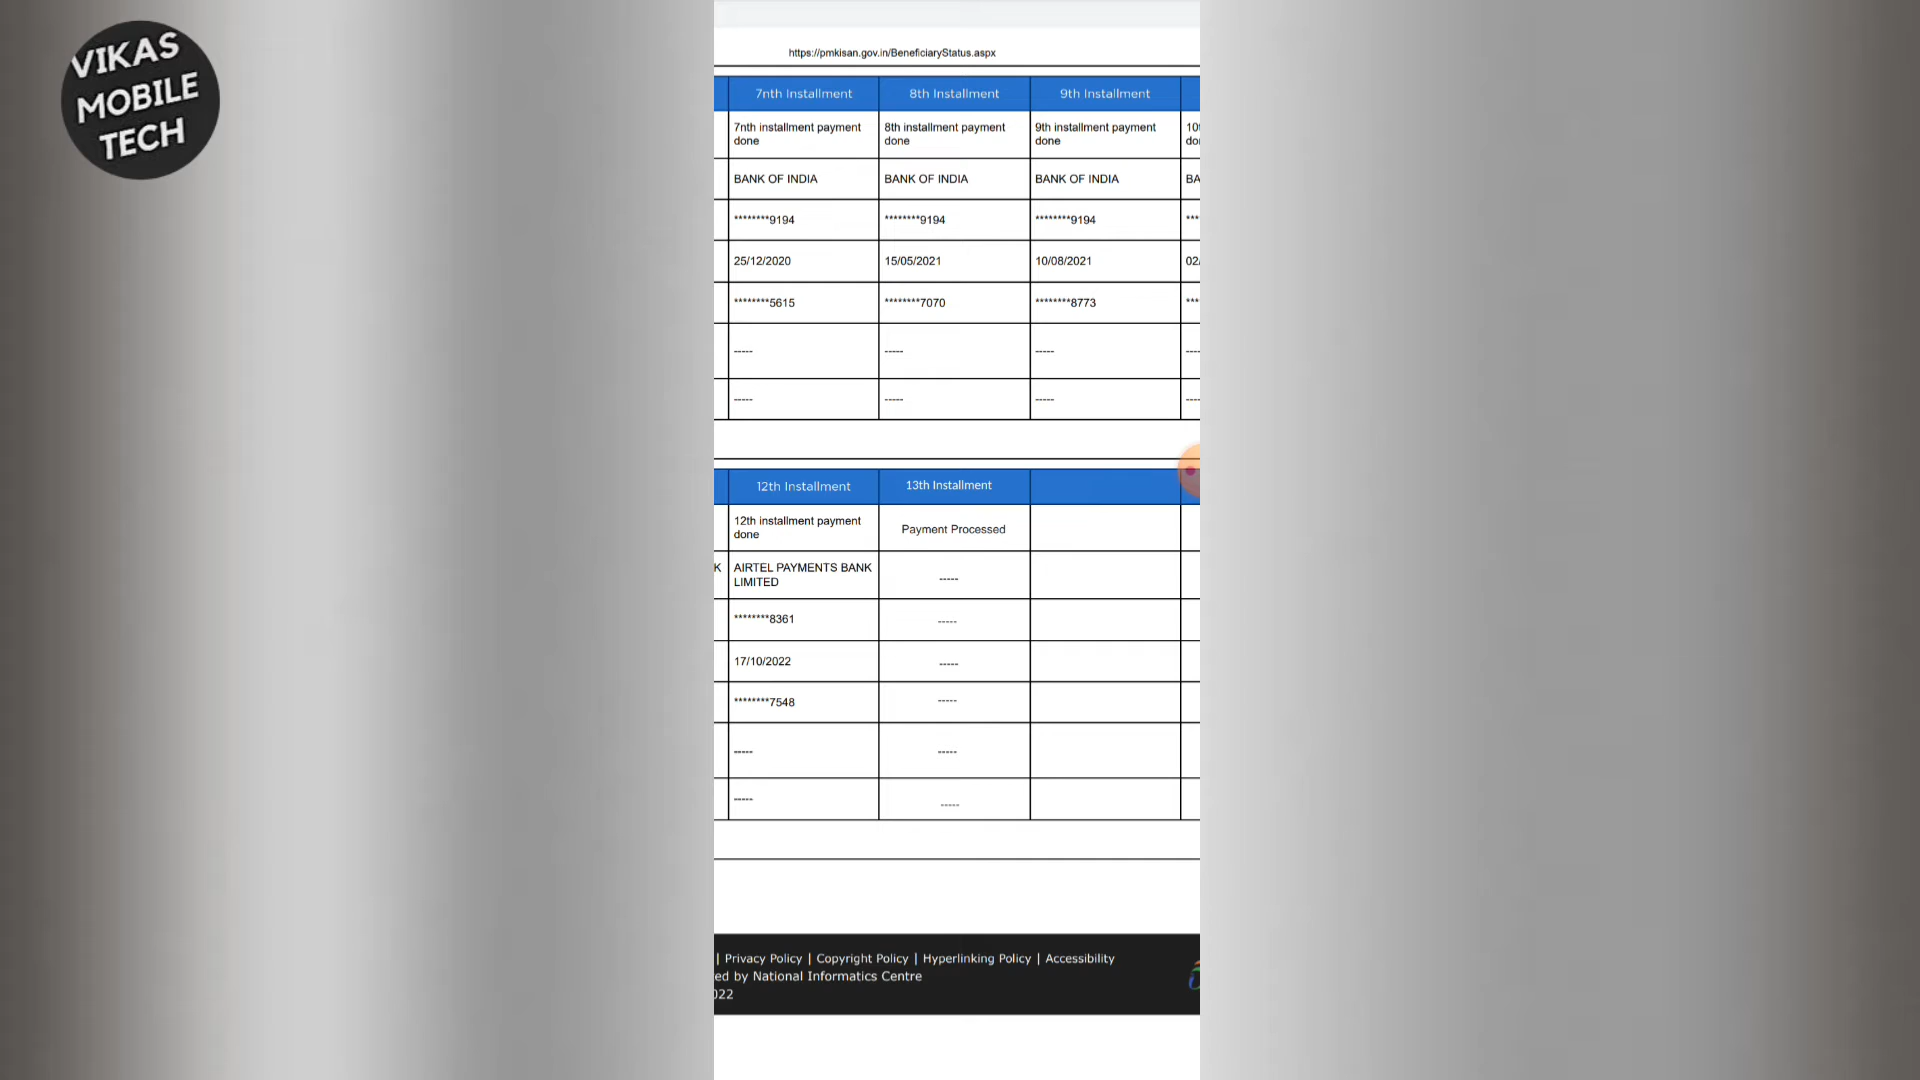 VIKAS
MOBILE
TECH
https://pmkisan.gov.in/BeneficiaryStatus.aspx
7nth Installment 8th Installment 9th Installment
7nth installment payment 8th installment payment 9th installment payment
done done done
BANK OF INDIA BANK OF INDIA BANK OF INDIA BA
********9194 ********9194 ********9194
25/12/2020 15/05/2021 10/08/2021 02/
********5615 ********7070 ********8773
----- ----- ----- ----
----- ----- ----- ----
12th Installment 13th Installment
12th installment payment
done
Payment Processed
K AIRTEL PAYMENTS BANK
LIMITED
-----
********8361 -----
17/10/2022 -----
********7548 -----
----- -----
----- -----
| Privacy Policy | Copyright Policy | Hyperlinking Policy | Accessibility
ed by National Informatics Centre
022